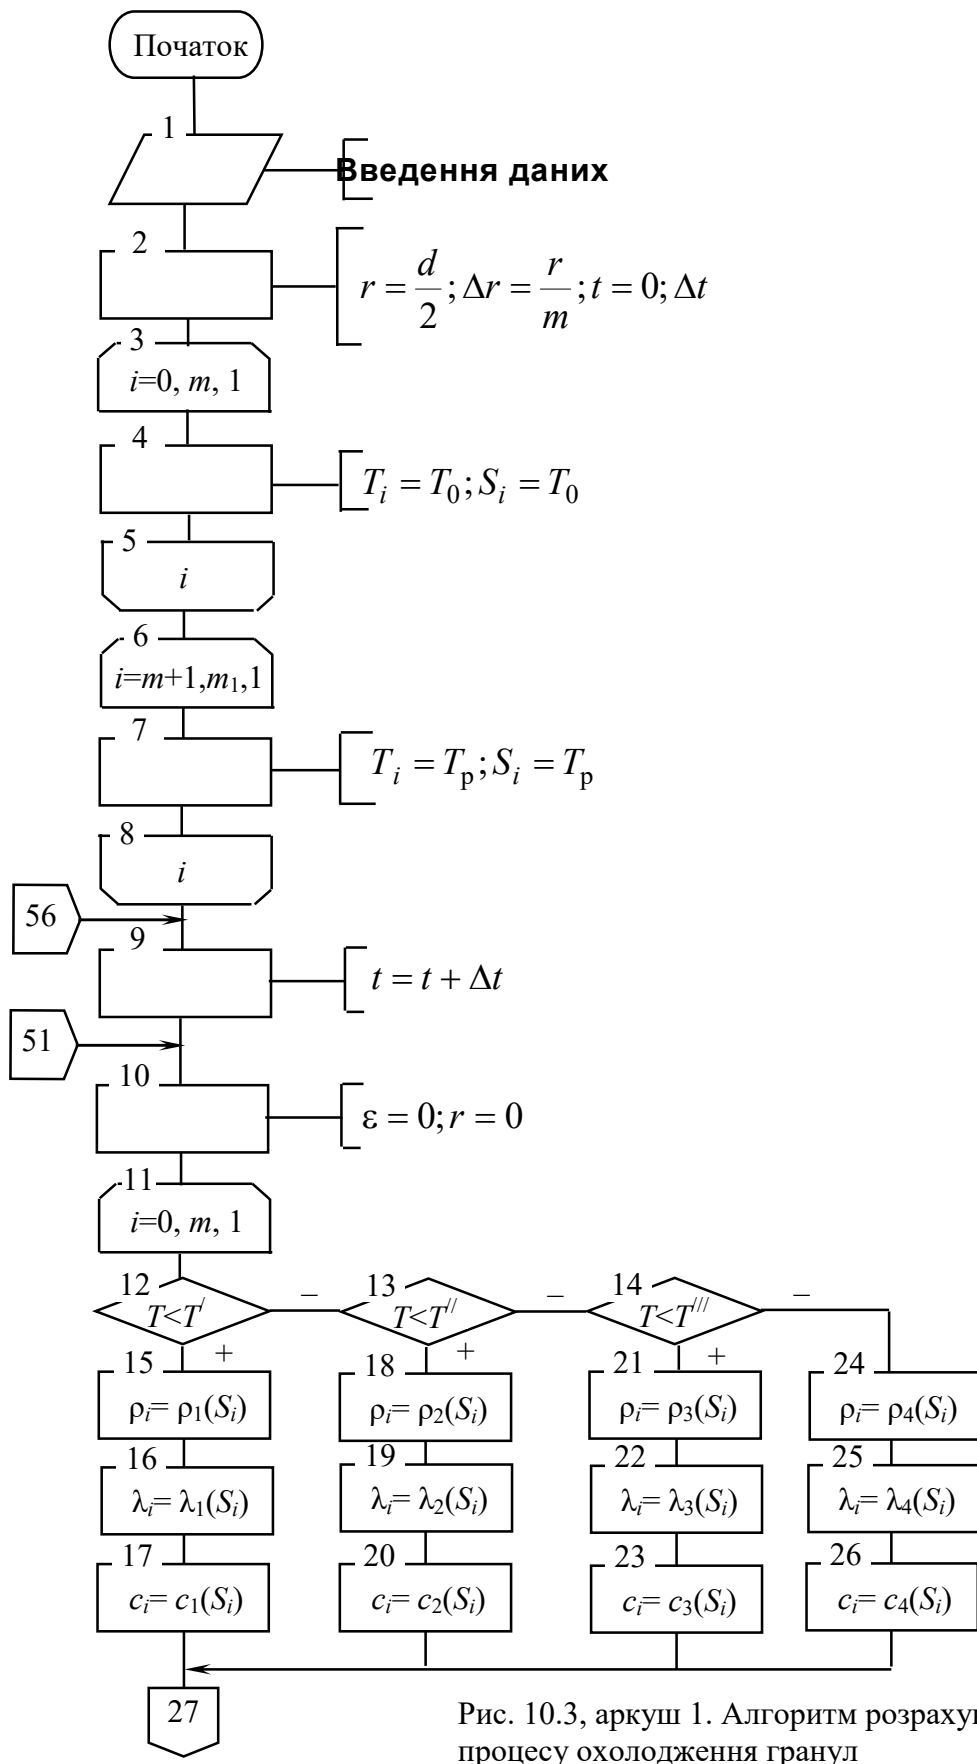 Початок
1
Введення даних
2
r = d/2; Δr = r/m; t = 0; Δt
3
i=0, m, 1
4
T_i = T_0; S_i = T_0
5
i
6
i=m+1,m_1,1
7
T_i = T_р; S_i = T_р
8
i
56
9
t = t + Δt
51
10
ε = 0; r = 0
11
i=0, m, 1
12
T<T^/
–
+
13
T<T^//
–
+
14
T<T^///
–
+
15
ρ_i= ρ_1(S_i)
16
λ_i= λ_1(S_i)
17
c_i= c_1(S_i)
18
ρ_i= ρ_2(S_i)
19
λ_i= λ_2(S_i)
20
c_i= c_2(S_i)
21
ρ_i= ρ_3(S_i)
22
λ_i= λ_3(S_i)
23
c_i= c_3(S_i)
24
ρ_i= ρ_4(S_i)
25
λ_i= λ_4(S_i)
26
c_i= c_4(S_i)
27
Рис. 10.3, аркуш 1. Алгоритм
процесу охолодження гранул